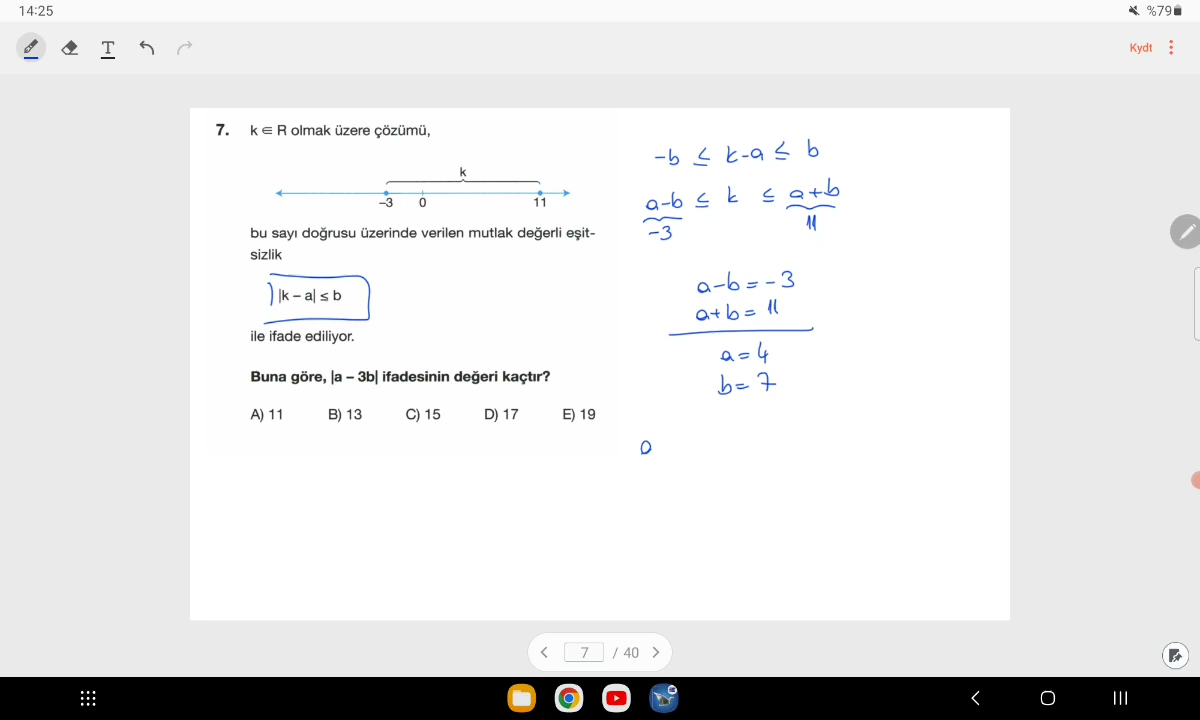 14:25
%79
T
Kydt
7. k ∈ R olmak üzere çözümü,
k
-3 0 11
bu sayı doğrusu üzerinde verilen mutlak değerli eşit-
sizlik
|k – a| ≤ b
ile ifade ediliyor.
Buna göre, |a – 3b| ifadesinin değeri kaçtır?
A) 11 B) 13 C) 15 D) 17 E) 19
-b ≤ k-a ≤ b
a-b ≤ k ≤ a+b
-3 11
a-b = -3
a+b = 11
a = 4
b = 7
7 / 40